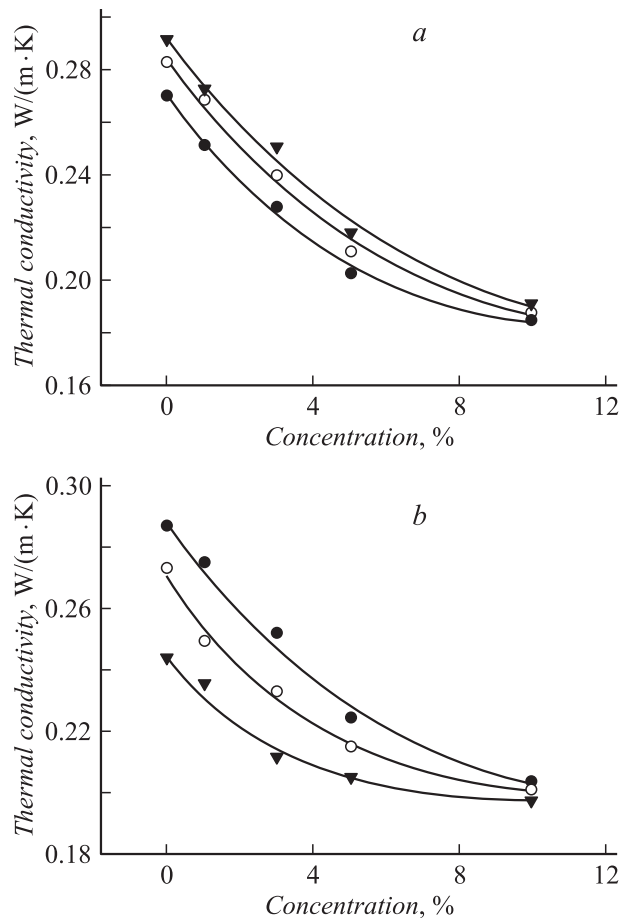 a
Thermal conductivity, W/(m·K)
0.28
0.24
0.20
0.16
0 4 8 12
Concentration, %
b
Thermal conductivity, W/(m·K)
0.30
0.26
0.22
0.18
0 4 8 12
Concentration, %